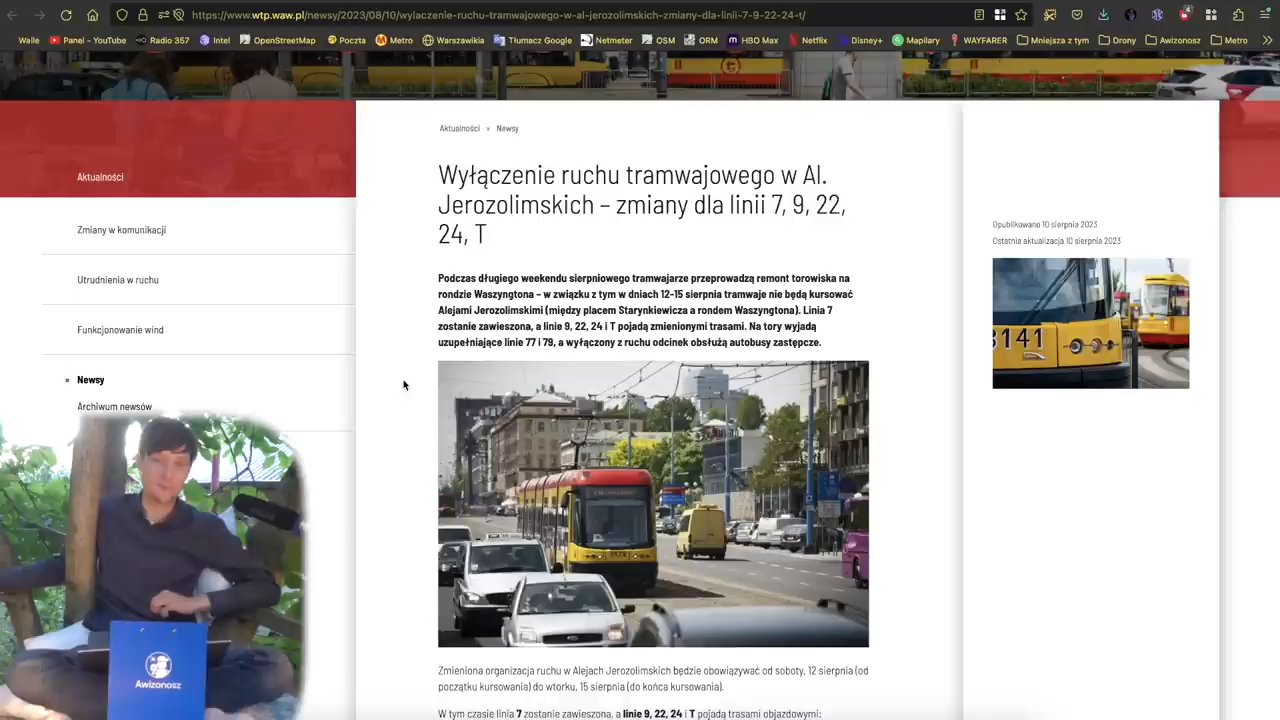 https://www.wtp.waw.pl/newsy/2023/08/10/wylaczenie-ruchu-tramwajowego-w-al-jerozolimskich-zmiany-dla-linii-7-9-22-24-t/
Walle Panel – YouTube Radio 357 Intel OpenStreetMap Poczta Metro Warszawikia Tłumacz Google Netmeter OSM ORM HBO Max Netflix Disney+ Mapilary WAYFARER Mniejsza z tym Drony Awizonosz Metro
Aktualności » Newsy
Aktualności
Zmiany w komunikacji
Utrudnienia w ruchu
Funkcjonowanie wind
» Newsy
Archiwum newsów
Wyłączenie ruchu tramwajowego w Al.
Jerozolimskich – zmiany dla linii 7, 9, 22,
24, T
Podczas długiego weekendu sierpniowego tramwajarze przeprowadzą remont torowiska na
rondzie Waszyngtona – w związku z tym w dniach 12-15 sierpnia tramwaje nie będą kursować
Alejami Jerozolimskimi (między placem Starynkiewicza a rondem Waszyngtona). Linia 7
zostanie zawieszona, a linie 9, 22, 24 i T pojadą zmienionymi trasami. Na tory wyjadą
uzupełniające linie 77 i 79, a wyłączony z ruchu odcinek obsłużą autobusy zastępcze.
Zmieniona organizacja ruchu w Alejach Jerozolimskich będzie obowiązywać od soboty, 12 sierpnia (od
początku kursowania) do wtorku, 15 sierpnia (do końca kursowania).
W tym czasie linia 7 zostanie zawieszona, a linie 9, 22, 24 i T pojadą trasami objazdowymi:
Opublikowano 10 sierpnia 2023
Ostatnia aktualizacja 10 sierpnia 2023
3141
Awizonosz